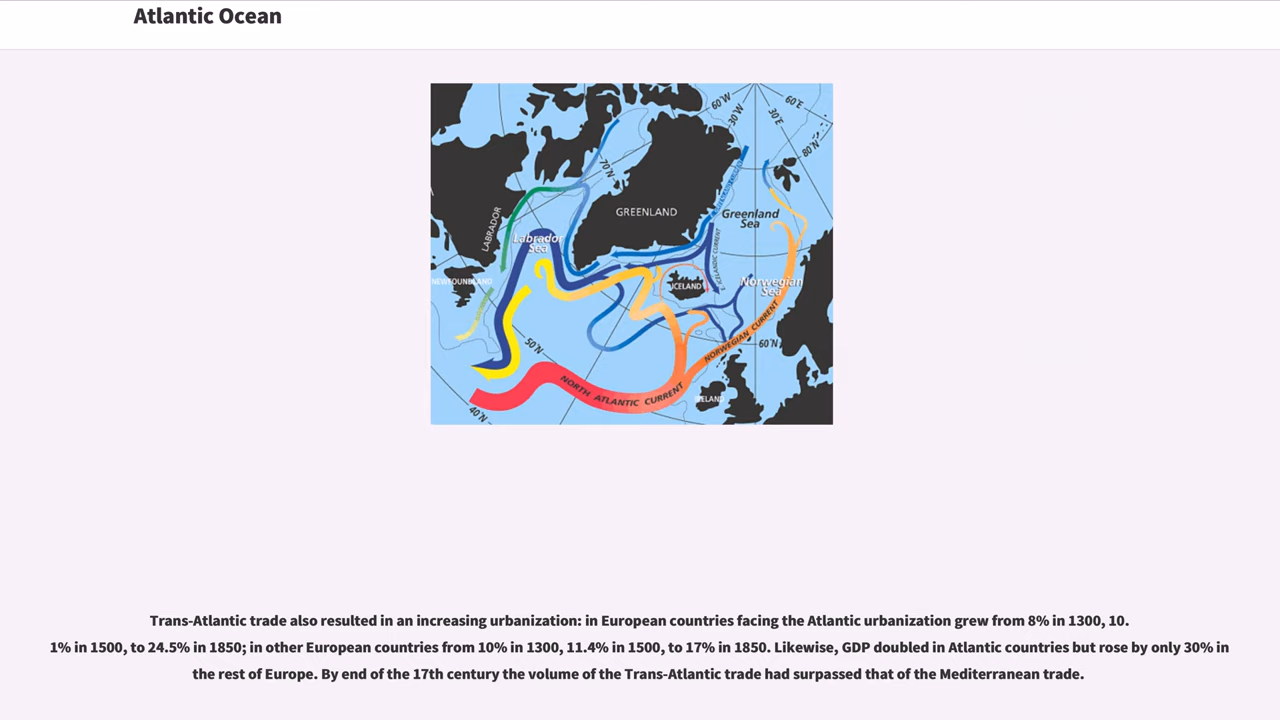 Atlantic Ocean
60°W
30°W
60°E
30°E
80°N
70°N
GREENLAND
Greenland
Sea
LABRADOR
Labrador
Sea
E. ICELANDIC CURRENT
NEWFOUNDLAND
ICELAND
Norwegian
Sea
NORWEGIAN CURRENT
50°N
60°N
NORTH ATLANTIC CURRENT
IRELAND
40°N
Trans-Atlantic trade also resulted in an increasing urbanization: in European countries facing the Atlantic urbanization grew from 8% in 1300, 10.
1% in 1500, to 24.5% in 1850; in other European countries from 10% in 1300, 11.4% in 1500, to 17% in 1850. Likewise, GDP doubled in Atlantic countries but rose by only 30% in
the rest of Europe. By end of the 17th century the volume of the Trans-Atlantic trade had surpassed that of the Mediterranean trade.